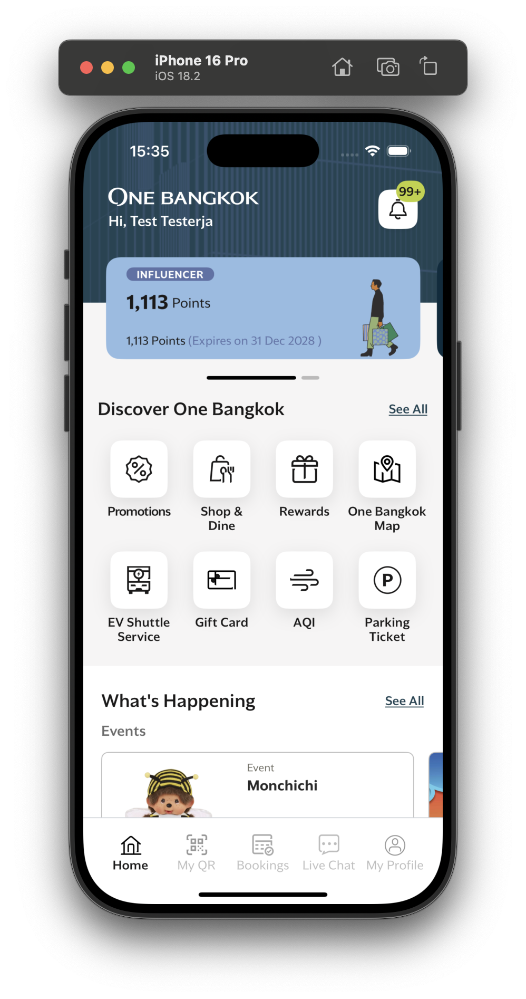 iPhone 16 Pro
iOS 18.2
15:35
ONE BANGKOK
99+
Hi, Test Testerja
INFLUENCER
1,113 Points
1,113 Points (Expires on 31 Dec 2028 )
Discover One Bangkok
See All
Promotions
Shop &
Dine
Rewards
One Bangkok
Map
EV Shuttle
Service
Gift Card
AQI
P
Parking
Ticket
What's Happening
See All
Events
Event
Monchichi
Home
My QR
Bookings
Live Chat
My Profile